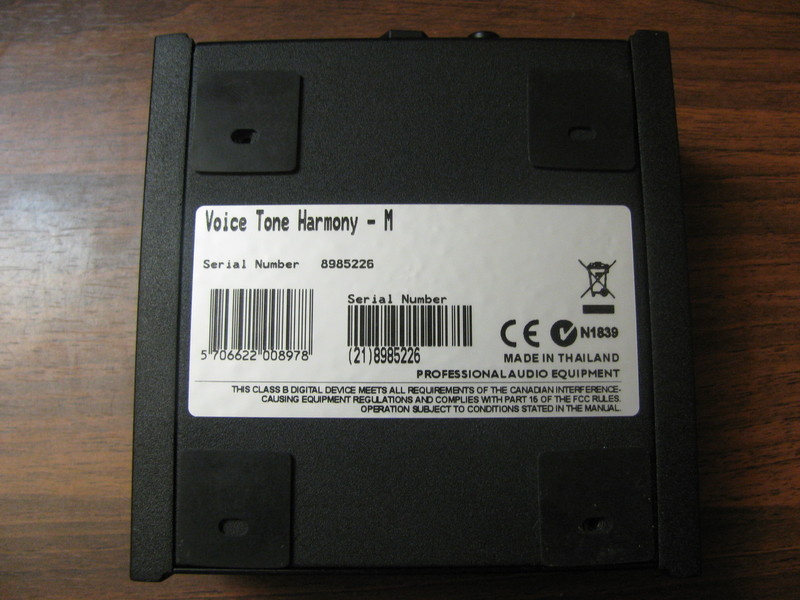 Voice Tone Harmony - M
Serial Number 8985226
Serial Number
5 706622 008978
(21)8985226
CE N1839
MADE IN THAILAND
PROFESSIONAL AUDIO EQUIPMENT
THIS CLASS B DIGITAL DEVICE MEETS ALL REQUIREMENTS OF THE CANADIAN INTERFERENCE-
CAUSING EQUIPMENT REGULATIONS AND COMPLIES WITH PART 15 OF THE FCC RULES.
OPERATION SUBJECT TO CONDITIONS STATED IN THE MANUAL.